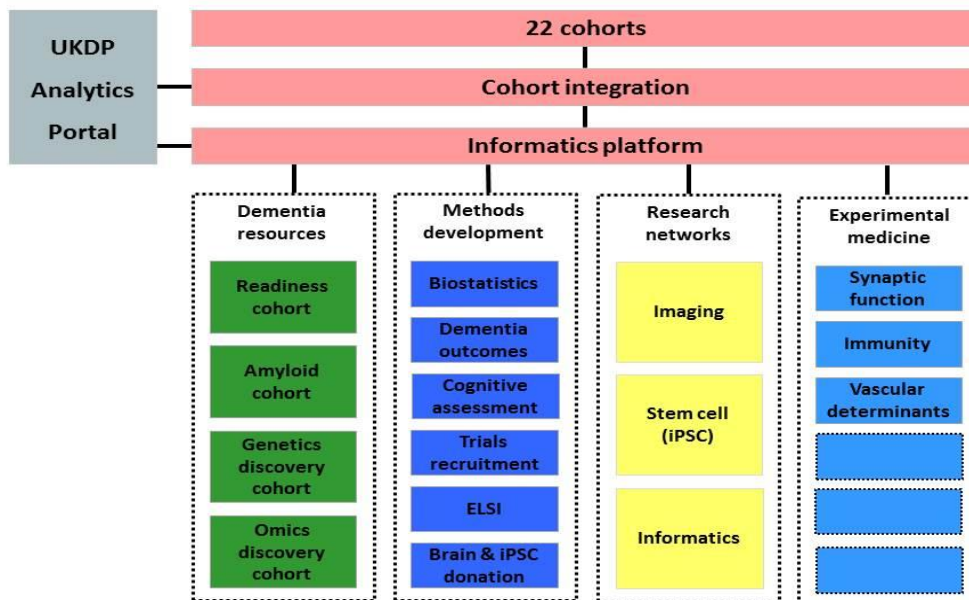 UKDP
Analytics
Portal
22 cohorts
Cohort integration
Informatics platform
Dementia
resources
Readiness
cohort
Amyloid
cohort
Genetics
discovery
cohort
Omics
discovery
cohort
Methods
development
Biostatistics
Dementia
outcomes
Cognitive
assessment
Trials
recruitment
ELSI
Brain & iPSC
donation
Research
networks
Imaging
Stem cell
(iPSC)
Informatics
Experimental
medicine
Synaptic
function
Immunity
Vascular
determinants